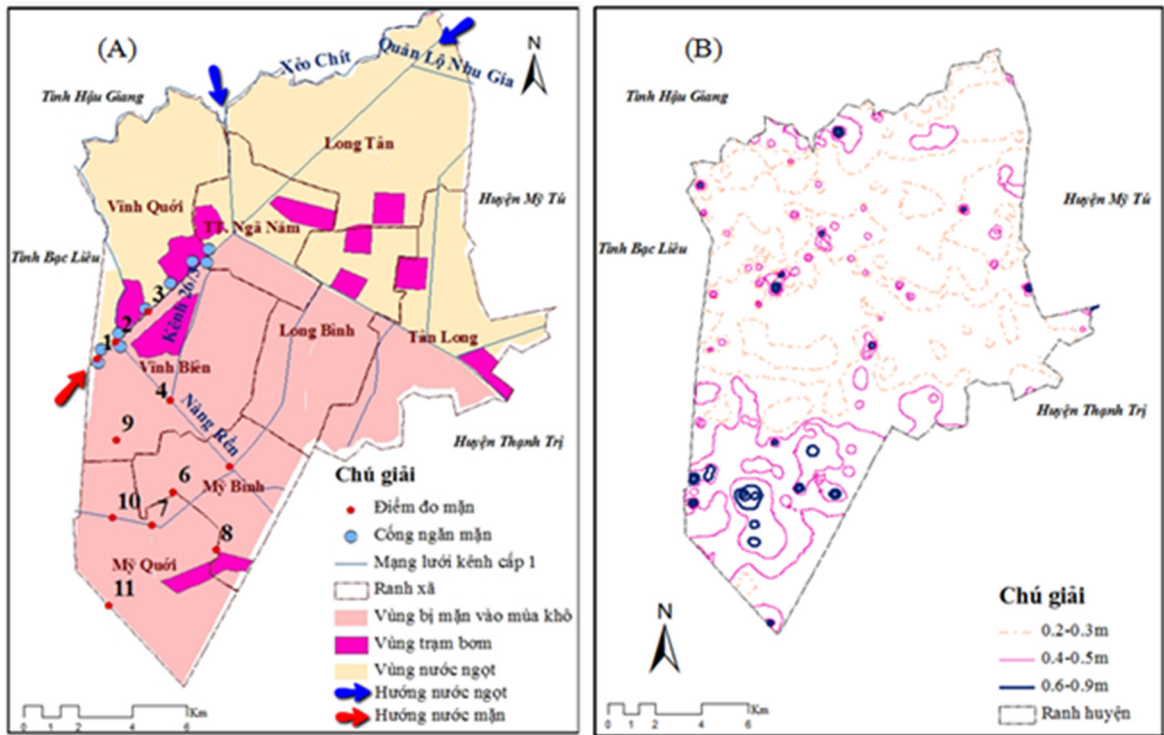 (A)
Xẻo Chít
Quản Lộ Nhu Gia
N
Tỉnh Hậu Giang
Long Tân
Vĩnh Quới
TT. Ngã Năm
Huyện Mỹ Tú
Tỉnh Bạc Liêu
3
Kênh 26/3
Long Bình
2
1
Tân Long
Vĩnh Biên
4
Nàng Rền
9
Huyện Thạnh Trị
6
Mỹ Bình
10
7
8
Mỹ Quới
11
Chú giải
Điểm đo mặn
Cống ngăn mặn
Mạng lưới kênh cấp 1
Ranh xã
Vùng bị mặn vào mùa khô
Vùng trạm bơm
Vùng nước ngọt
Hướng nước ngọt
Hướng nước mặn
Km
0 1 2 4 6
(B)
N
Tỉnh Hậu Giang
Huyện Mỹ Tú
Tỉnh Bạc Liêu
Huyện Thạnh Trị
N
Chú giải
0.2-0.3m
0.4-0.5m
0.6-0.9m
Ranh huyện
Km
0 1 2 4 6